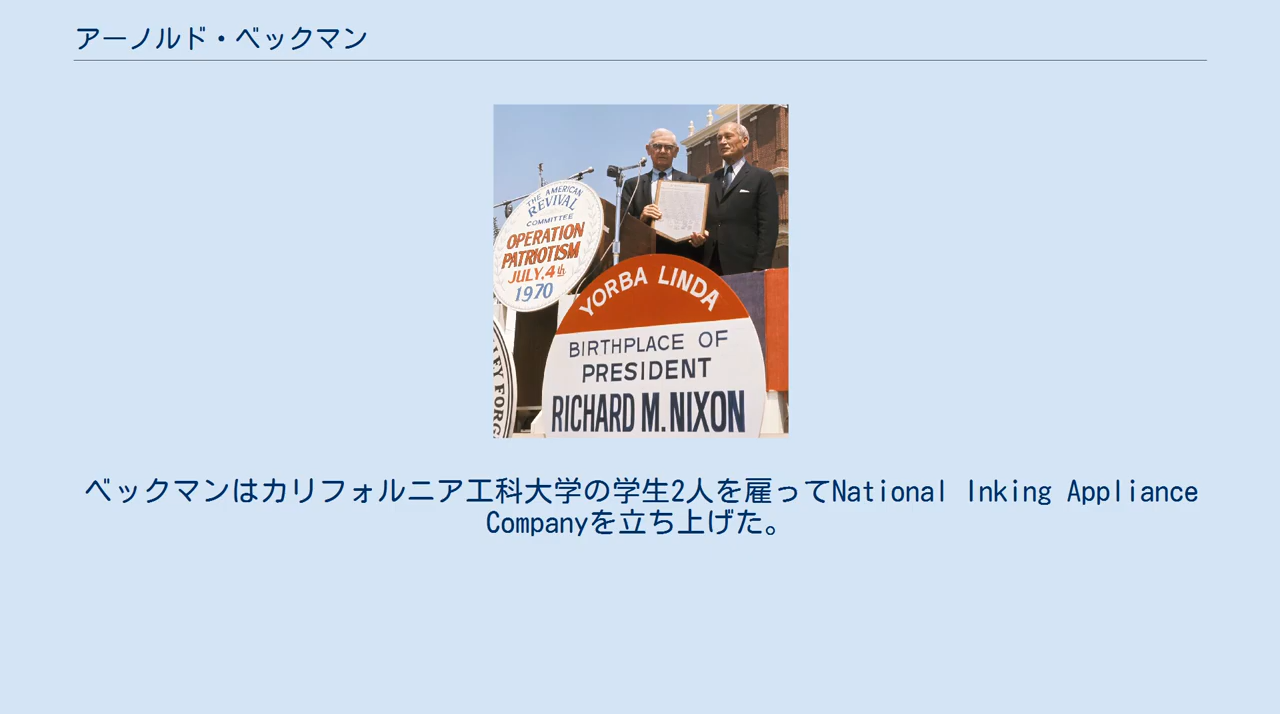 アーノルド・ベックマン
THE AMERICAN
REVIVAL
COMMITTEE
OPERATION
PATRIOTISM
JULY.4th
1970
YORBA LINDA
BIRTHPLACE OF
PRESIDENT
RICHARD M. NIXON
ベックマンはカリフォルニア工科大学の学生2人を雇ってNational Inking Appliance
Companyを立ち上げた。